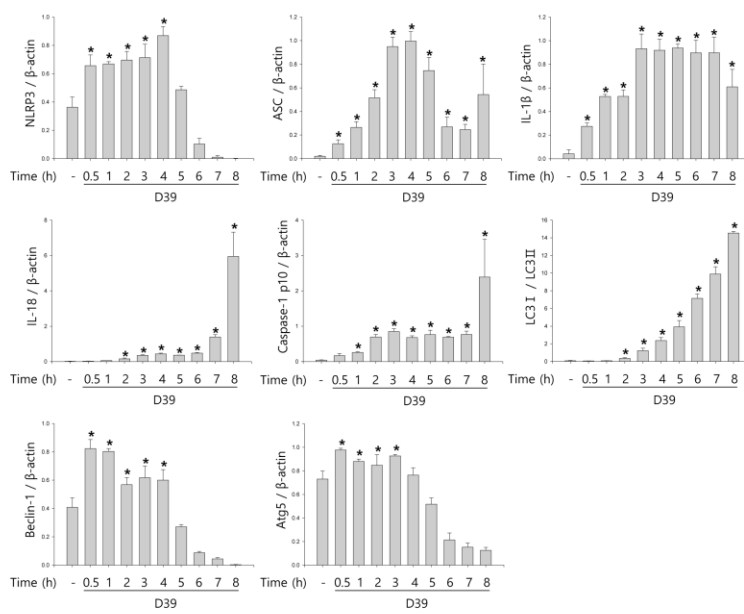 NLRP3 / β-actin
1.0
0.8
0.6
0.4
0.2
0.0
* * * * *
Time (h) - 0.5 1 2 3 4 5 6 7 8
D39
ASC / β-actin
1.2
1.0
0.8
0.6
0.4
0.2
0.0
* * * * * * * * *
Time (h) - 0.5 1 2 3 4 5 6 7 8
D39
IL-1β / β-actin
1.2
1.0
0.8
0.6
0.4
0.2
0.0
* * * * * * * * *
Time (h) - 0.5 1 2 3 4 5 6 7 8
D39
IL-18 / β-actin
8
6
4
2
0
* * * * * * *
Time (h) - 0.5 1 2 3 4 5 6 7 8
D39
Caspase-1 p10 / β-actin
4
3
2
1
0
* * * * * * * *
Time (h) - 0.5 1 2 3 4 5 6 7 8
D39
LC3Ⅰ / LC3Ⅱ
16
14
12
10
8
6
4
2
0
* * * * * * *
Time (h) - 0.5 1 2 3 4 5 6 7 8
D39
Beclin-1 / β-actin
1.0
0.8
0.6
0.4
0.2
0.0
* * * * *
Time (h) - 0.5 1 2 3 4 5 6 7 8
D39
Atg5 / β-actin
1.2
1.0
0.8
0.6
0.4
0.2
0.0
* * * *
Time (h) - 0.5 1 2 3 4 5 6 7 8
D39